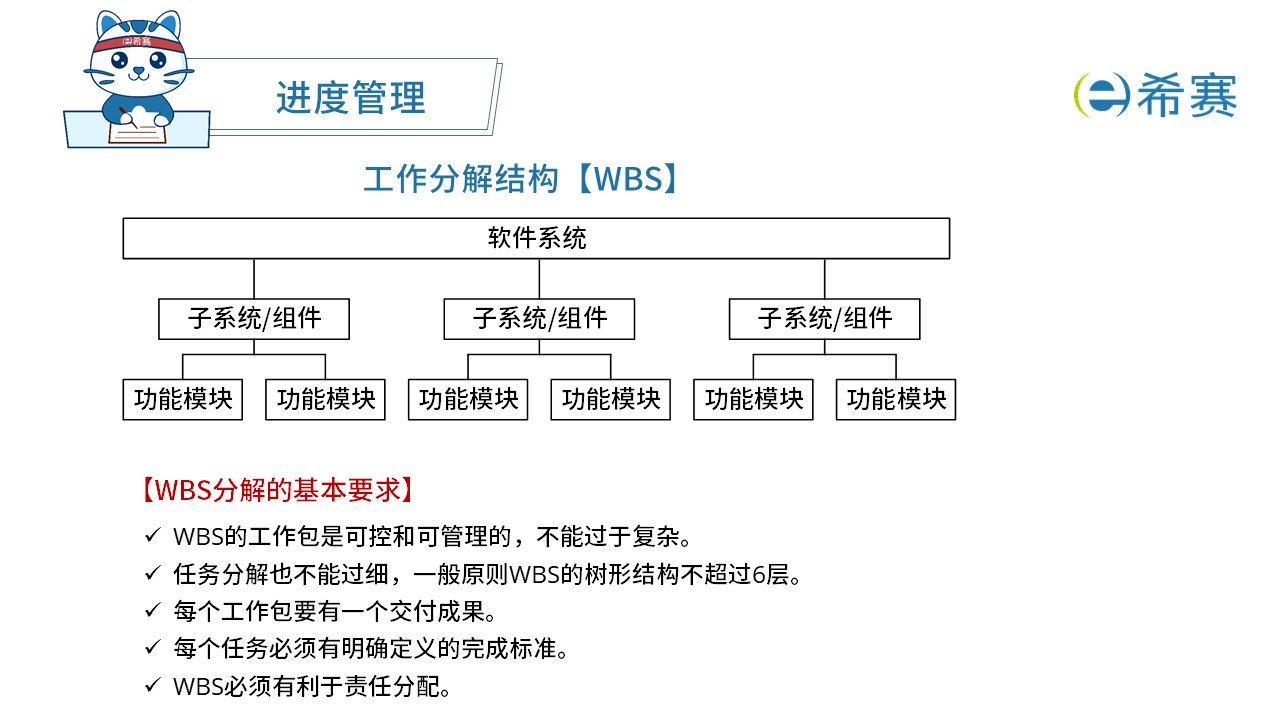 (e)希赛
进度管理
(e)希赛
工作分解结构【WBS】
软件系统
子系统/组件 子系统/组件 子系统/组件
功能模块 功能模块 功能模块 功能模块 功能模块 功能模块
【WBS分解的基本要求】
✓ WBS的工作包是可控和可管理的，不能过于复杂。
✓ 任务分解也不能过细，一般原则WBS的树形结构不超过6层。
✓ 每个工作包要有一个交付成果。
✓ 每个任务必须有明确定义的完成标准。
✓ WBS必须有利于责任分配。